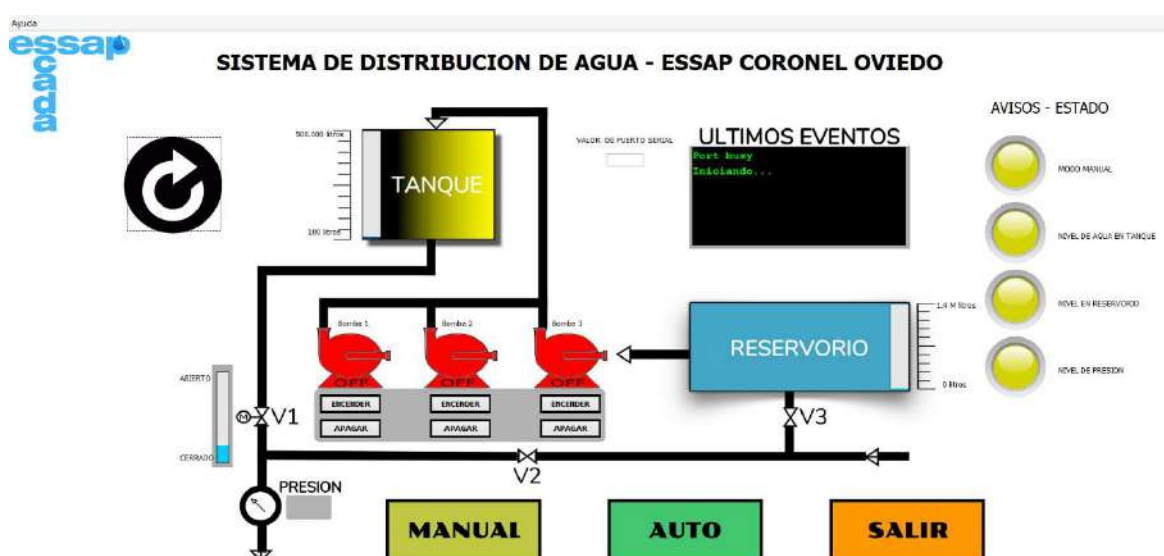 Ayuda
essap
SISTEMA DE DISTRIBUCION DE AGUA - ESSAP CORONEL OVIEDO
AVISOS - ESTADO
500.000 litros
VALOR DE PUERTO SERIAL
ULTIMOS EVENTOS
Port busy
Iniciando...
MODO MANUAL
TANQUE
100 litros
NIVEL DE AGUA EN TANQUE
1.4 M litros
NIVEL EN RESERVORIO
Bomba 1
Bomba 2
Bomba 3
RESERVORIO
NIVEL DE PRESION
OFF
OFF
OFF
0 litros
ABIERTO
ENCENDER
ENCENDER
ENCENDER
M
V1
V3
APAGAR
APAGAR
APAGAR
CERRADO
V2
PRESION
MANUAL
AUTO
SALIR